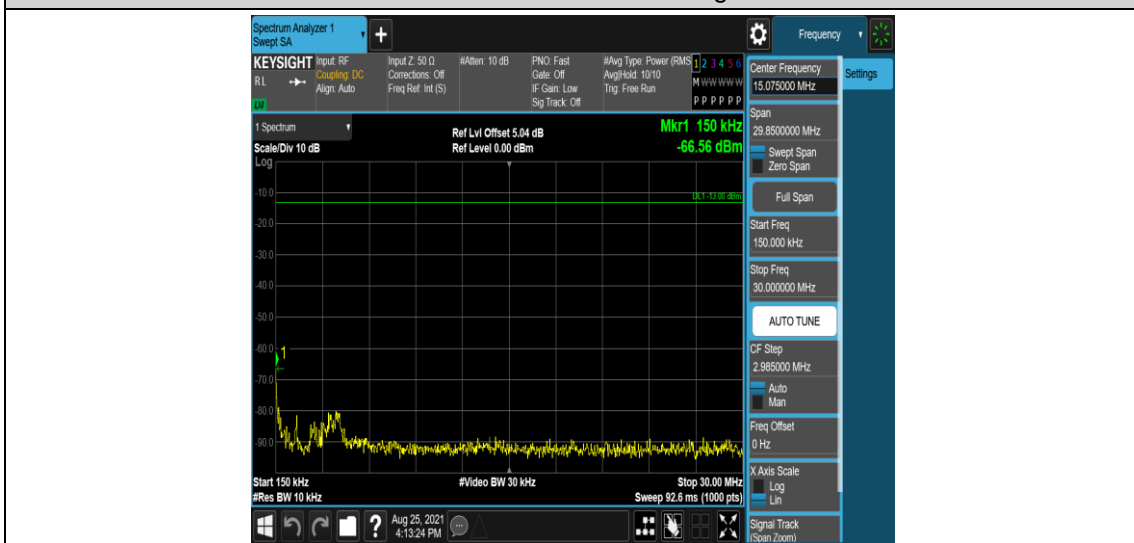 Spectrum Analyzer 1
Swept SA
+
Frequency
KEYSIGHT
RL
LXI
Input: RF
Coupling: DC
Align: Auto
Input Z: 50 Ω
Corrections: Off
Freq Ref: Int (S)
#Atten: 10 dB
PNO: Fast
Gate: Off
IF Gain: Low
Sig Track: Off
#Avg Type: Power (RMS
Avg|Hold: 10/10
Trig: Free Run
1 2 3 4 5 6
M W W W W W
P P P P P P
1 Spectrum
Scale/Div 10 dB
Log
Ref Lvl Offset 5.04 dB
Ref Level 0.00 dBm
Mkr1 150 kHz
-66.56 dBm
DL1 -13.00 dBm
-10.0
-20.0
-30.0
-40.0
-50.0
-60.0
1
-70.0
-80.0
-90.0
Start 150 kHz
#Res BW 10 kHz
#Video BW 30 kHz
Stop 30.00 MHz
Sweep 92.6 ms (1000 pts)
?
Aug 25, 2021
4:13:24 PM
Center Frequency
15.075000 MHz
Settings
Span
29.8500000 MHz
Swept Span
Zero Span
Full Span
Start Freq
150.000 kHz
Stop Freq
30.000000 MHz
AUTO TUNE
CF Step
2.985000 MHz
Auto
Man
Freq Offset
0 Hz
X Axis Scale
Log
Lin
Signal Track
(Span Zoom)